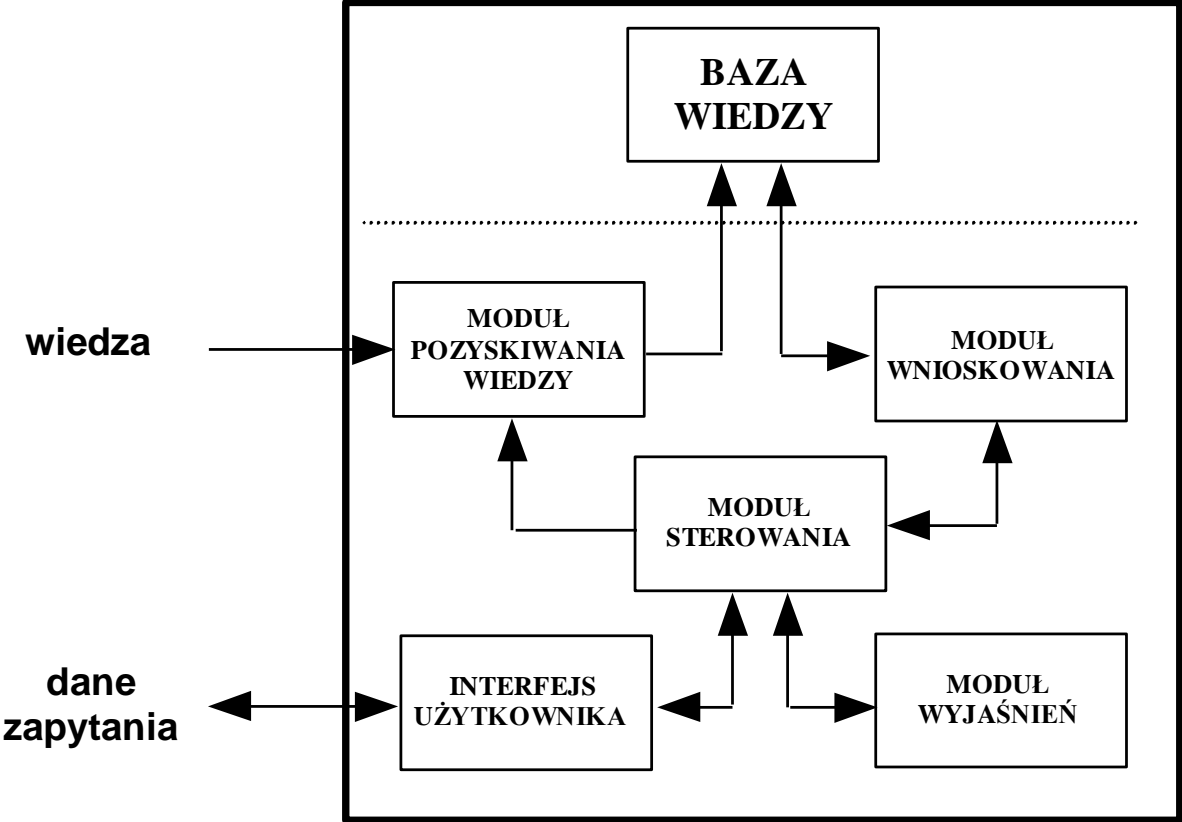 BAZA
WIEDZY
wiedza
MODUŁ
POZYSKIWANIA
WIEDZY
MODUŁ
WNIOSKOWANIA
MODUŁ
STEROWANIA
dane
zapytania
INTERFEJS
UŻYTKOWNIKA
MODUŁ
WYJAŚNIEŃ